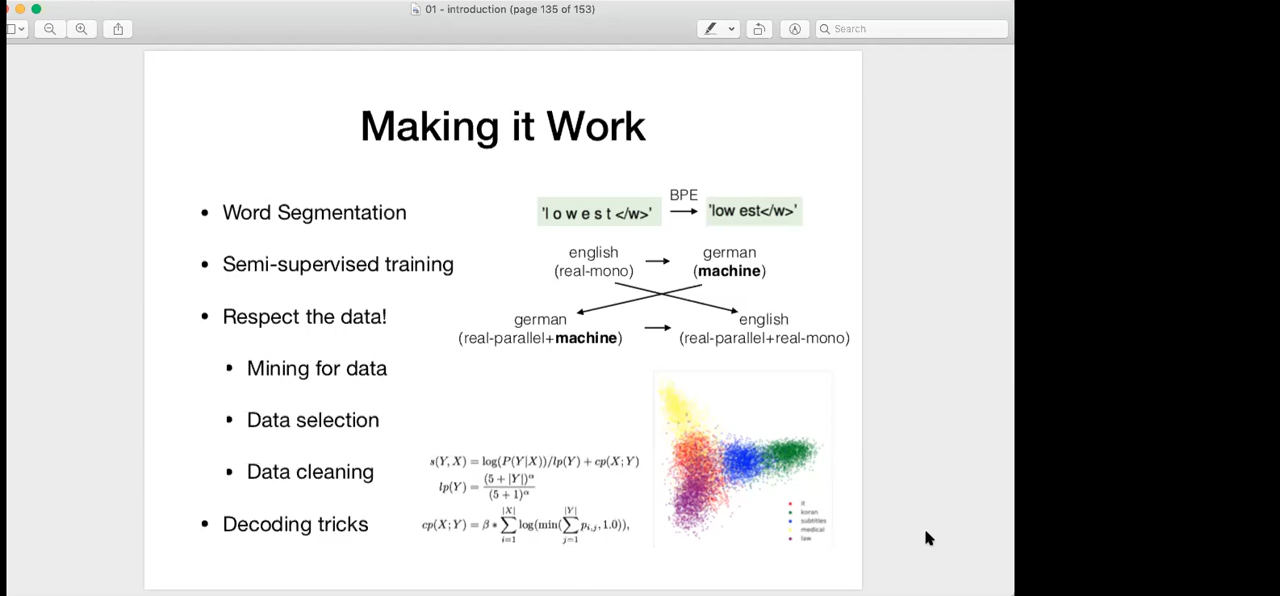 01 - introduction (page 135 of 153)
Search
Making it Work
• Word Segmentation
BPE
'l o w e s t </w>'
'low est</w>'
• Semi-supervised training
english
(real-mono)
german
(machine)
german
(real-parallel+machine)
english
(real-parallel+real-mono)
• Respect the data!
• Mining for data
• Data selection
• Data cleaning
• Decoding tricks
s(Y, X) = log(P(Y|X))/lp(Y) + cp(X; Y)
lp(Y) = (5 + |Y|)^α / (5 + 1)^α
cp(X; Y) = β * ∑_{i=1}^{|X|} log(min(∑_{j=1}^{|Y|} p_{i,j}, 1.0)),
it
koran
subtitles
medical
law